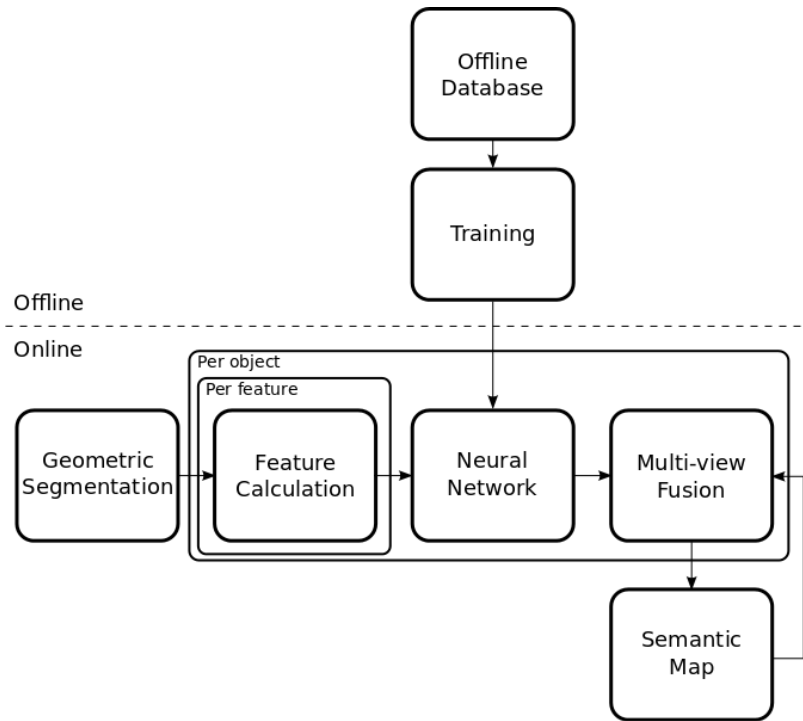 Offline
Database
Training
Offline
Online
Per object
Per feature
Geometric
Segmentation
Feature
Calculation
Neural
Network
Multi-view
Fusion
Semantic
Map